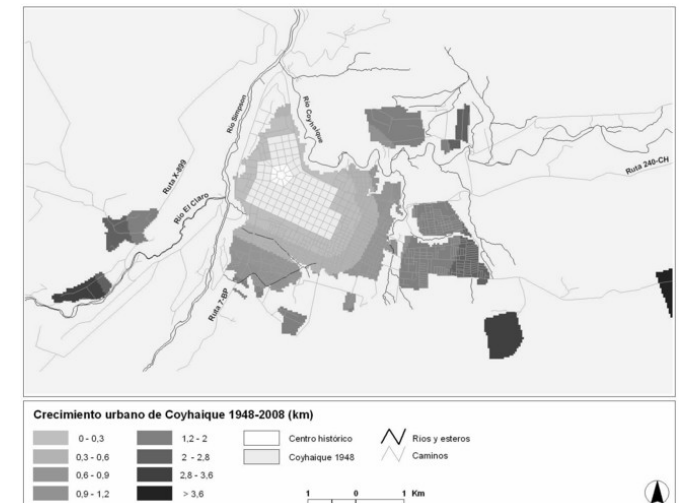 Río Simpson
Río Coyhaique
Ruta X-899
Río El Claro
Ruta 240-CH
Ruta 7-BP
Crecimiento urbano de Coyhaique 1948-2008 (km)
0 - 0,3
0,3 - 0,6
0,6 - 0,9
0,9 - 1,2
1,2 - 2
2 - 2,8
2,8 - 3,6
> 3,6
Centro histórico
Coyhaique 1948
Ríos y esteros
Caminos
1 0 1 Km